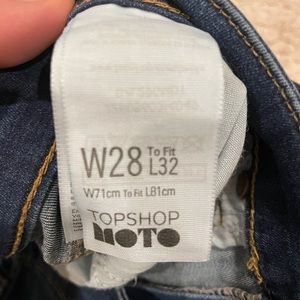 W28 To Fit L32
W71cm To Fit L81cm
TOPSHOP
MOTO